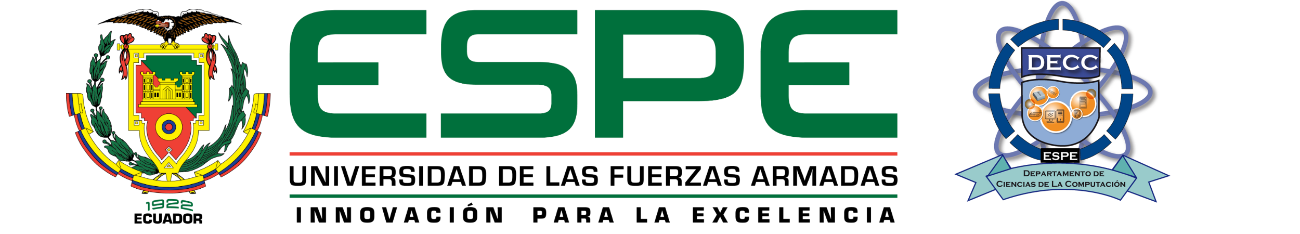 1922
ECUADOR
ESPE
UNIVERSIDAD DE LAS FUERZAS ARMADAS
INNOVACIÓN PARA LA EXCELENCIA
DECC
ESPE
DEPARTAMENTO DE
CIENCIAS DE LA COMPUTACIÓN